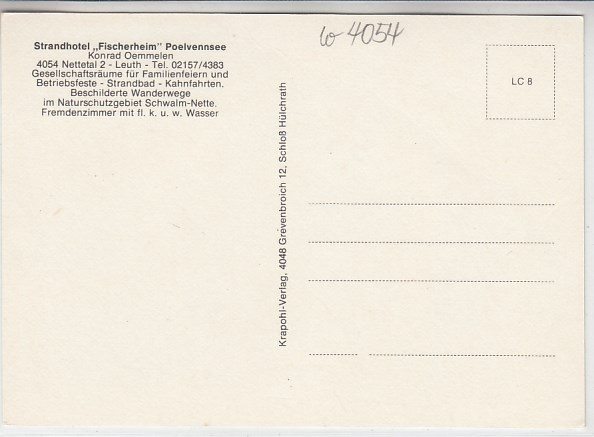 Strandhotel „Fischerheim" Poelvennsee
Konrad Oemmelen
4054 Nettetal 2 - Leuth - Tel. 02157/4383
Gesellschaftsräume für Familienfeiern und
Betriebsfeste - Strandbad - Kahnfahrten.
Beschilderte Wanderwege
im Naturschutzgebiet Schwalm-Nette.
Fremdenzimmer mit fl. k. u. w. Wasser
w 4054
LC 8
Krapohl-Verlag, 4048 Grevenbroich 12, Schloß Hülchrath